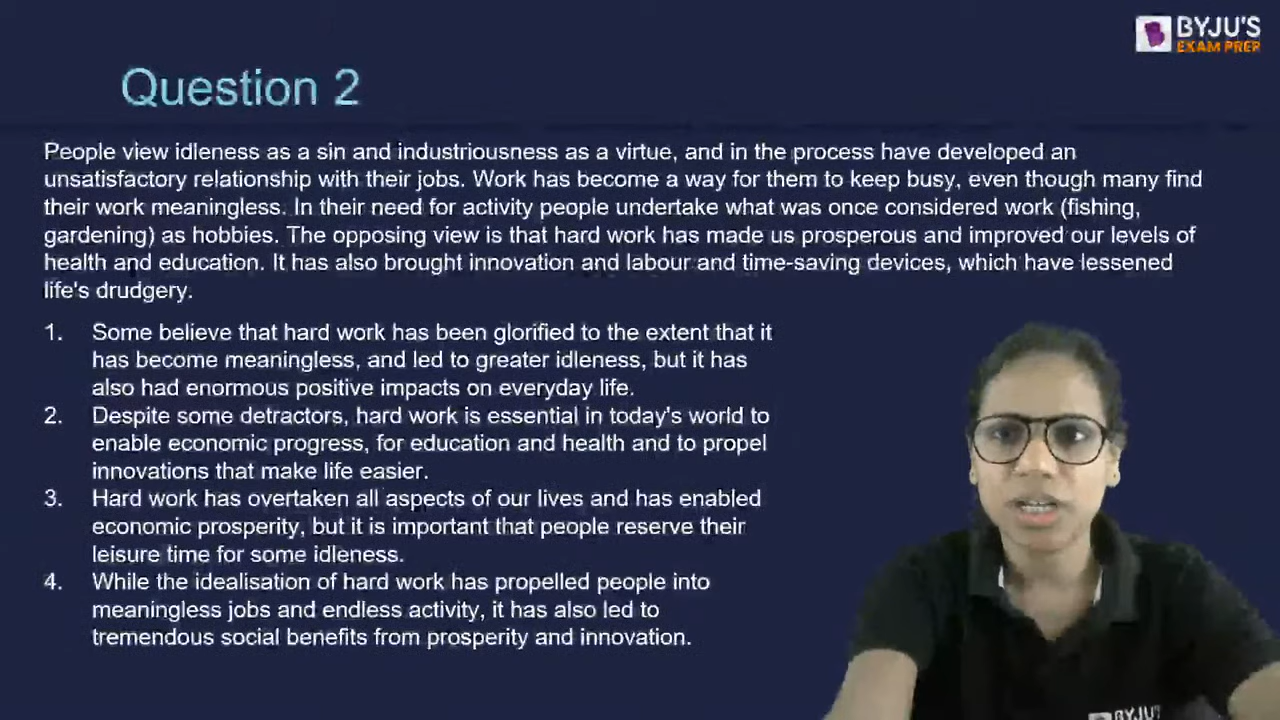 BYJU'S
EXAM PREP
Question 2
People view idleness as a sin and industriousness as a virtue, and in the process have developed an
unsatisfactory relationship with their jobs. Work has become a way for them to keep busy, even though many find
their work meaningless. In their need for activity people undertake what was once considered work (fishing,
gardening) as hobbies. The opposing view is that hard work has made us prosperous and improved our levels of
health and education. It has also brought innovation and labour and time-saving devices, which have lessened
life's drudgery.
1. Some believe that hard work has been glorified to the extent that it
has become meaningless, and led to greater idleness, but it has
also had enormous positive impacts on everyday life.
2. Despite some detractors, hard work is essential in today's world to
enable economic progress, for education and health and to propel
innovations that make life easier.
3. Hard work has overtaken all aspects of our lives and has enabled
economic prosperity, but it is important that people reserve their
leisure time for some idleness.
4. While the idealisation of hard work has propelled people into
meaningless jobs and endless activity, it has also led to
tremendous social benefits from prosperity and innovation.
BYJU'S